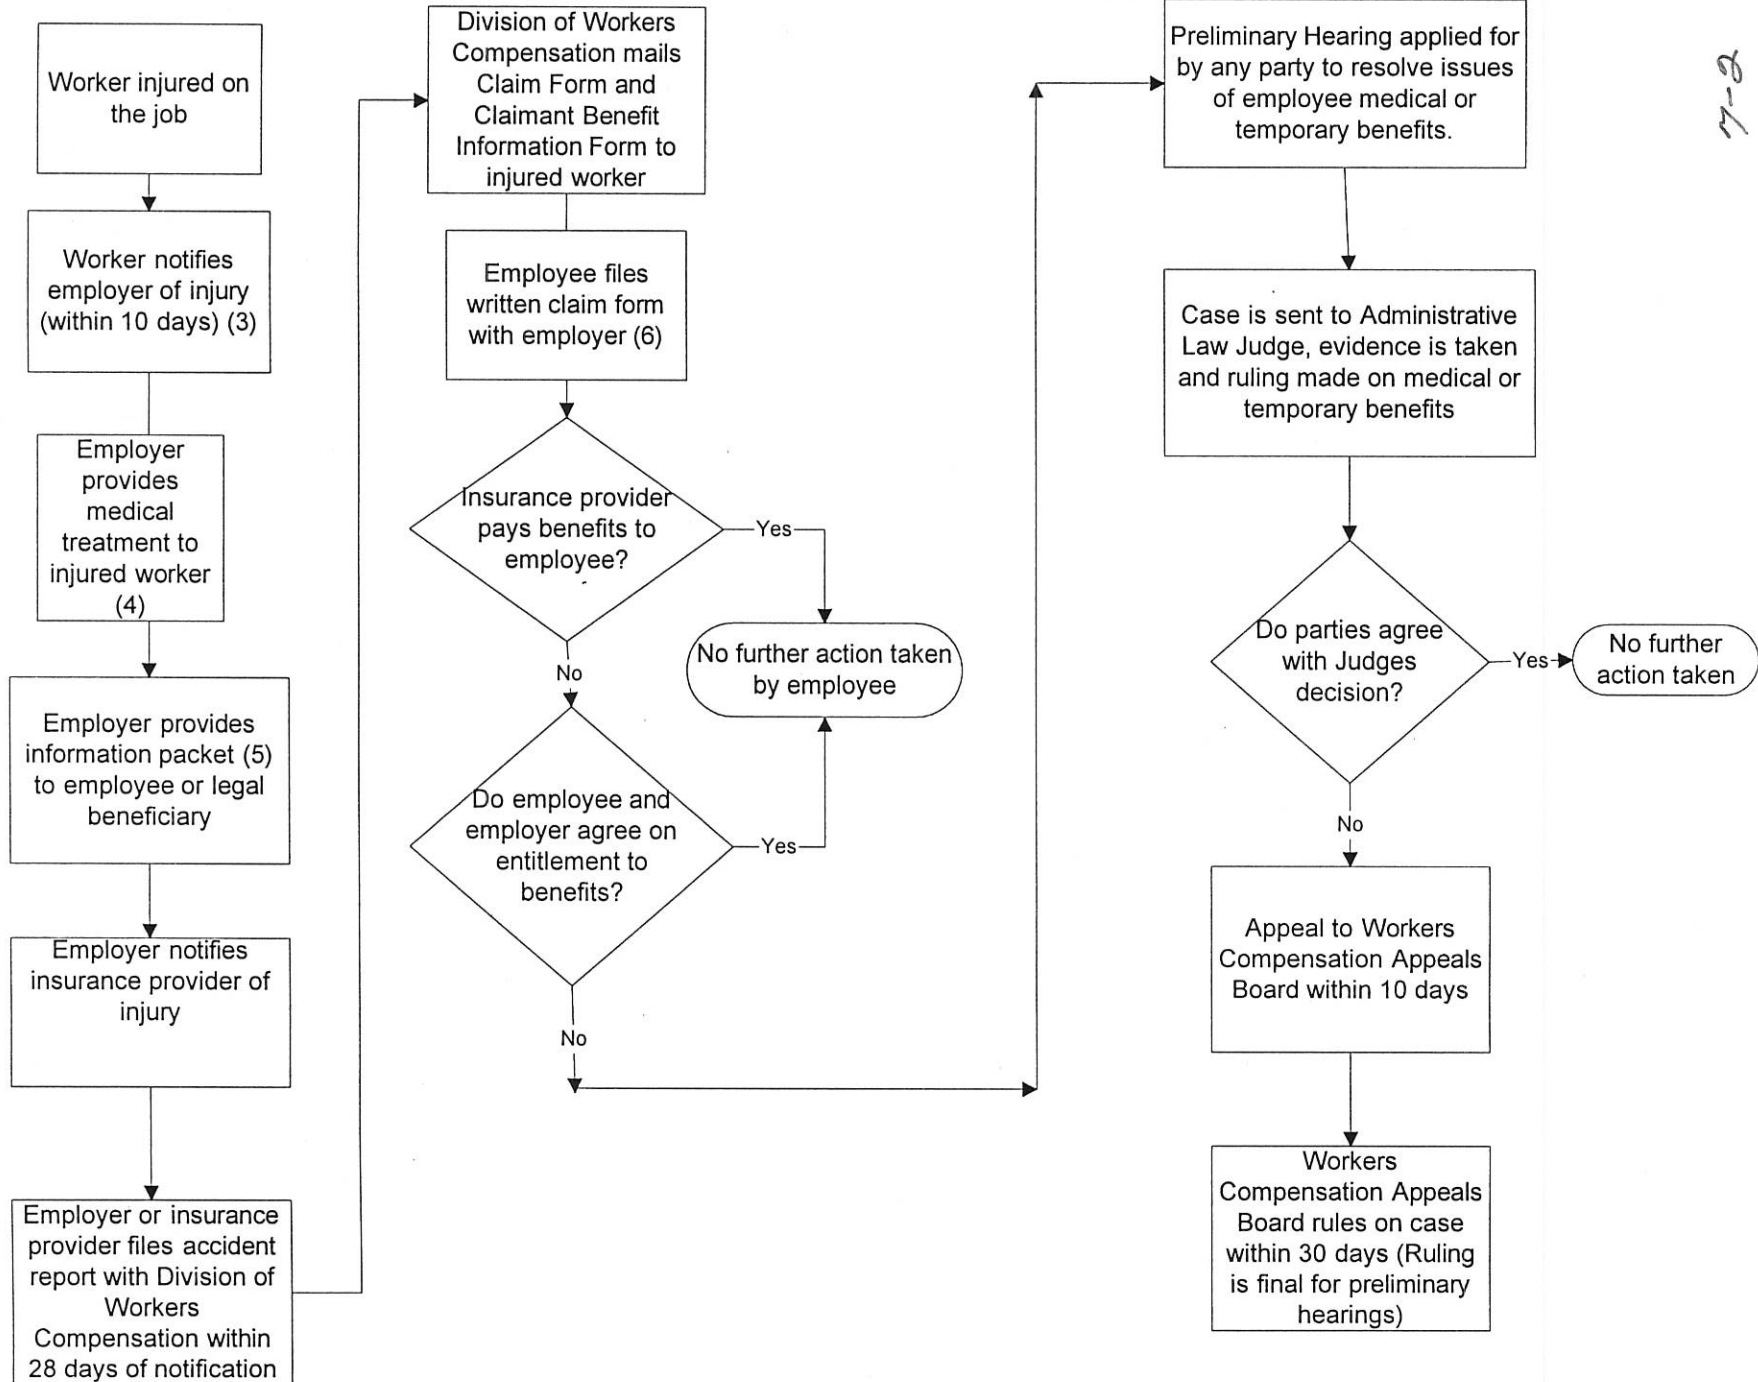 Worker injured on
the job
Worker notifies
employer of injury
(within 10 days) (3)
Employer
provides
medical
treatment to
injured worker
(4)
Employer provides
information packet (5)
to employee or legal
beneficiary
Employer notifies
insurance provider of
injury
Employer or insurance
provider files accident
report with Division of
Workers
Compensation within
28 days of notification
Division of Workers
Compensation mails
Claim Form and
Claimant Benefit
Information Form to
injured worker
Employee files
written claim form
with employer (6)
Insurance provider
pays benefits to
employee?
Yes
No
No further action taken
by employee
Do employee and
employer agree on
entitlement to
benefits?
Yes
No
Preliminary Hearing applied for
by any party to resolve issues
of employee medical or
temporary benefits.
Case is sent to Administrative
Law Judge, evidence is taken
and ruling made on medical or
temporary benefits
Do parties agree
with Judges
decision?
Yes
No further
action taken
No
Appeal to Workers
Compensation Appeals
Board within 10 days
Workers
Compensation Appeals
Board rules on case
within 30 days (Ruling
is final for preliminary
hearings)
7-2